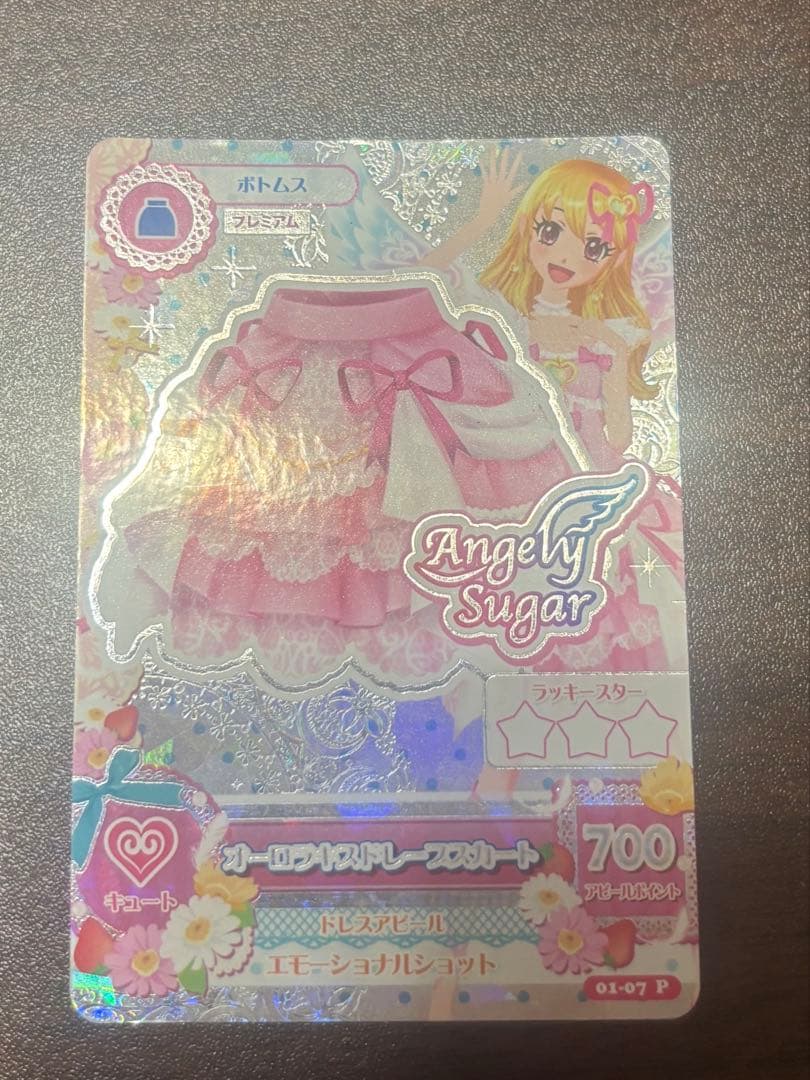 ボトムス
プレミアム
Angely
Sugar
ラッキースター
オーロラキスドレープスカート
700
アピールポイント
キュート
ドレスアピール
エモーショナルショット
01-07 P